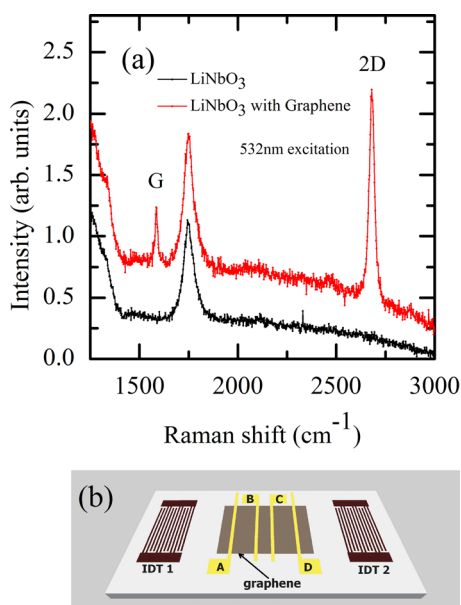 (a)
LiNbO₃
LiNbO₃ with Graphene
2D
532nm excitation
G
Intensity (arb. units)
2.5
2.0
1.5
1.0
0.5
0.0
1500 2000 2500 3000
Raman shift (cm⁻¹)
(b)
B C
IDT 1 A D IDT 2
graphene